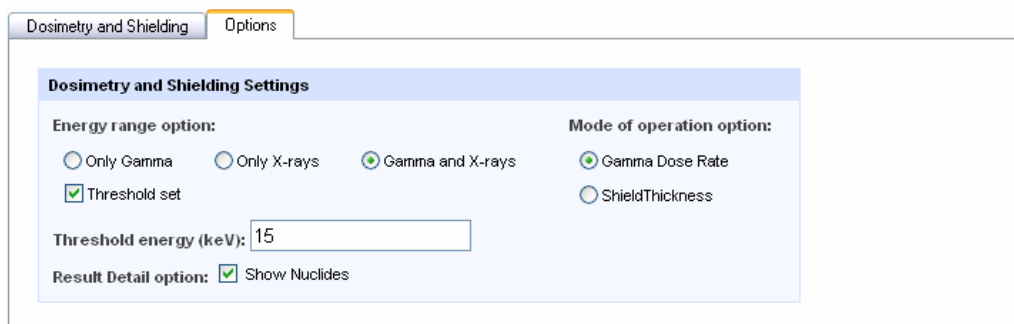 Dosimetry and Shielding Options
Dosimetry and Shielding Settings
Energy range option: Mode of operation option:
Only Gamma Only X-rays Gamma and X-rays Gamma Dose Rate
Threshold set ShieldThickness
Threshold energy (keV): 15
Result Detail option: Show Nuclides